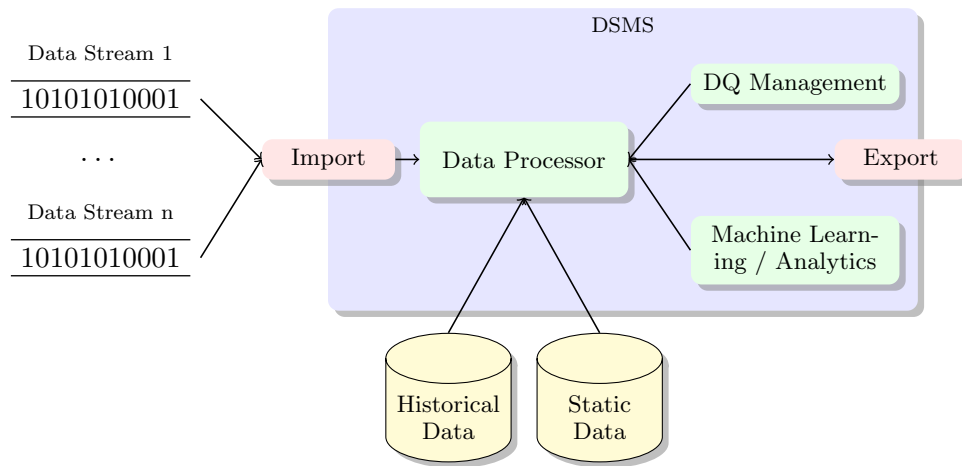 DSMS
Data Stream 1
10101010001
. . .
Data Stream n
10101010001
Import
Data Processor
DQ Management
Export
Machine Learn-
ing / Analytics
Historical
Data
Static
Data